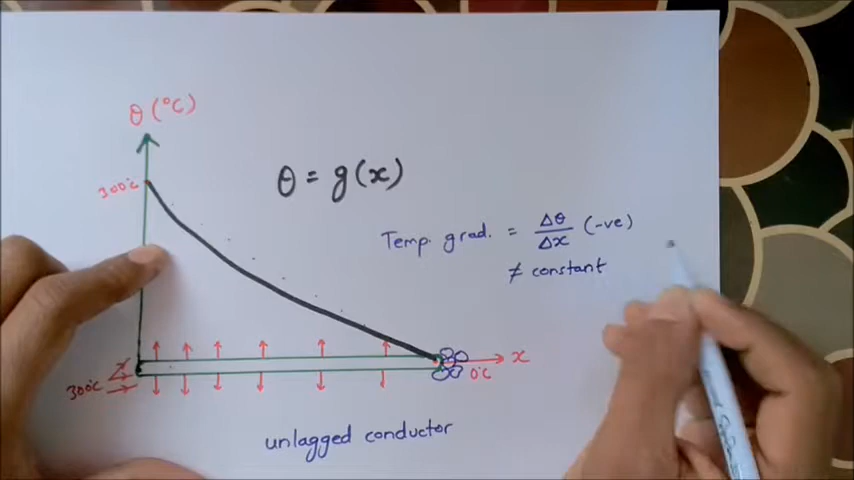 θ (°C)
300°C
θ = g(x)
Temp. grad. = Δθ/Δx (-ve)
≠ constant
300°C
0°C
x
unlagged conductor